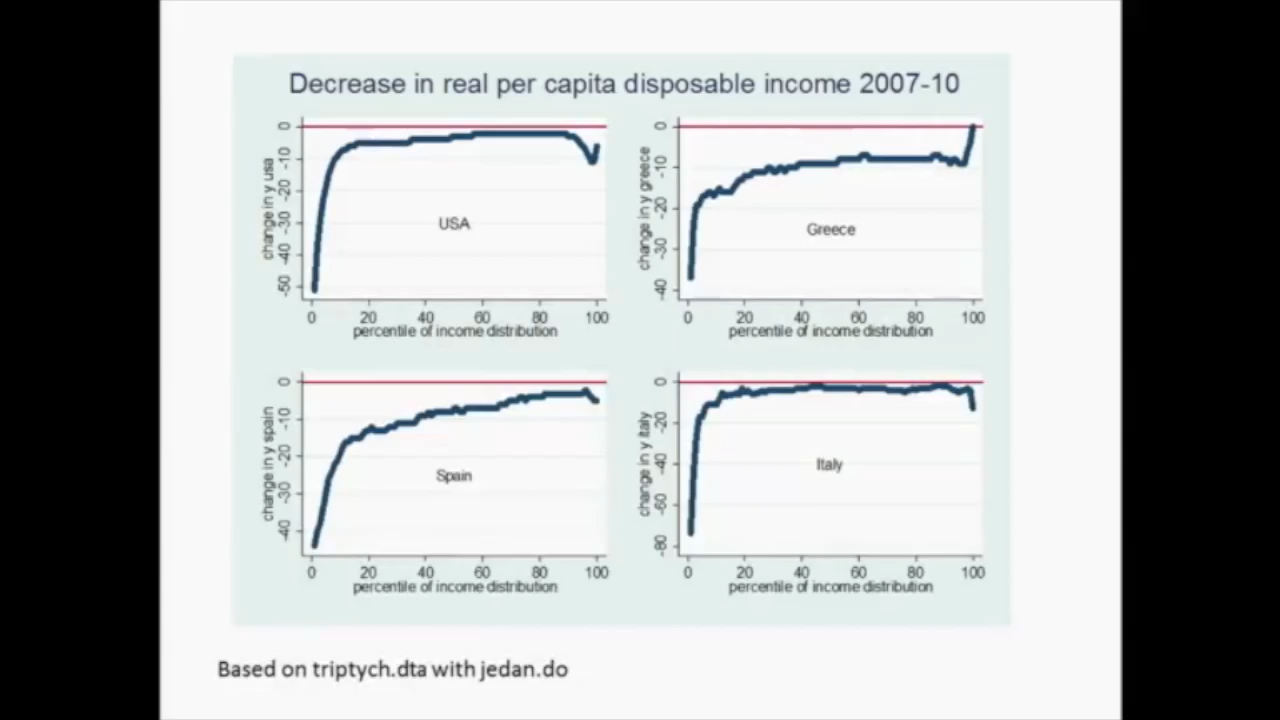 Decrease in real per capita disposable income 2007-10
change in y usa
0
-10
-20
-30
-40
-50
USA
0 20 40 60 80 100
percentile of income distribution
change in y greece
0
-10
-20
-30
-40
Greece
0 20 40 60 80 100
percentile of income distribution
change in y spain
0
-10
-20
-30
-40
Spain
0 20 40 60 80 100
percentile of income distribution
change in y italy
0
-20
-40
-60
-80
Italy
0 20 40 60 80 100
percentile of income distribution
Based on triptych.dta with jedan.do